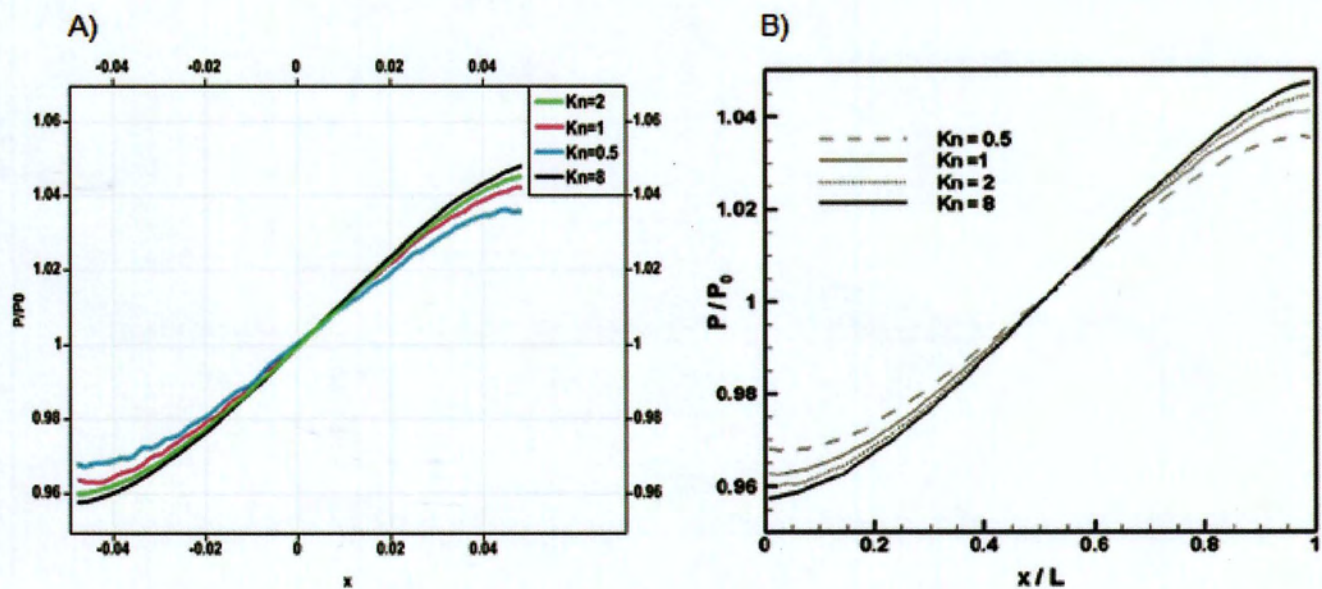 A)
-0.04 -0.02 0 0.02 0.04
Kn=2
Kn=1
Kn=0.5
Kn=8
1.06
1.04
1.02
1
0.98
0.96
P/P0
1.06
1.04
1.02
1
0.98
0.96
-0.04 -0.02 0 0.02 0.04
x
B)
Kn = 0.5
Kn = 1
Kn = 2
Kn = 8
1.04
1.02
1
0.98
0.96
P / P₀
0 0.2 0.4 0.6 0.8 1
x / L